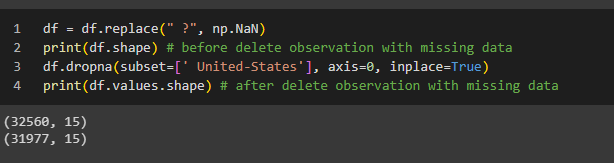 1 df = df.replace(" ?", np.NaN)
2 print(df.shape) # before delete observation with missing data
3 df.dropna(subset=[' United-States'], axis=0, inplace=True)
4 print(df.values.shape) # after delete observation with missing data
(32560, 15)
(31977, 15)